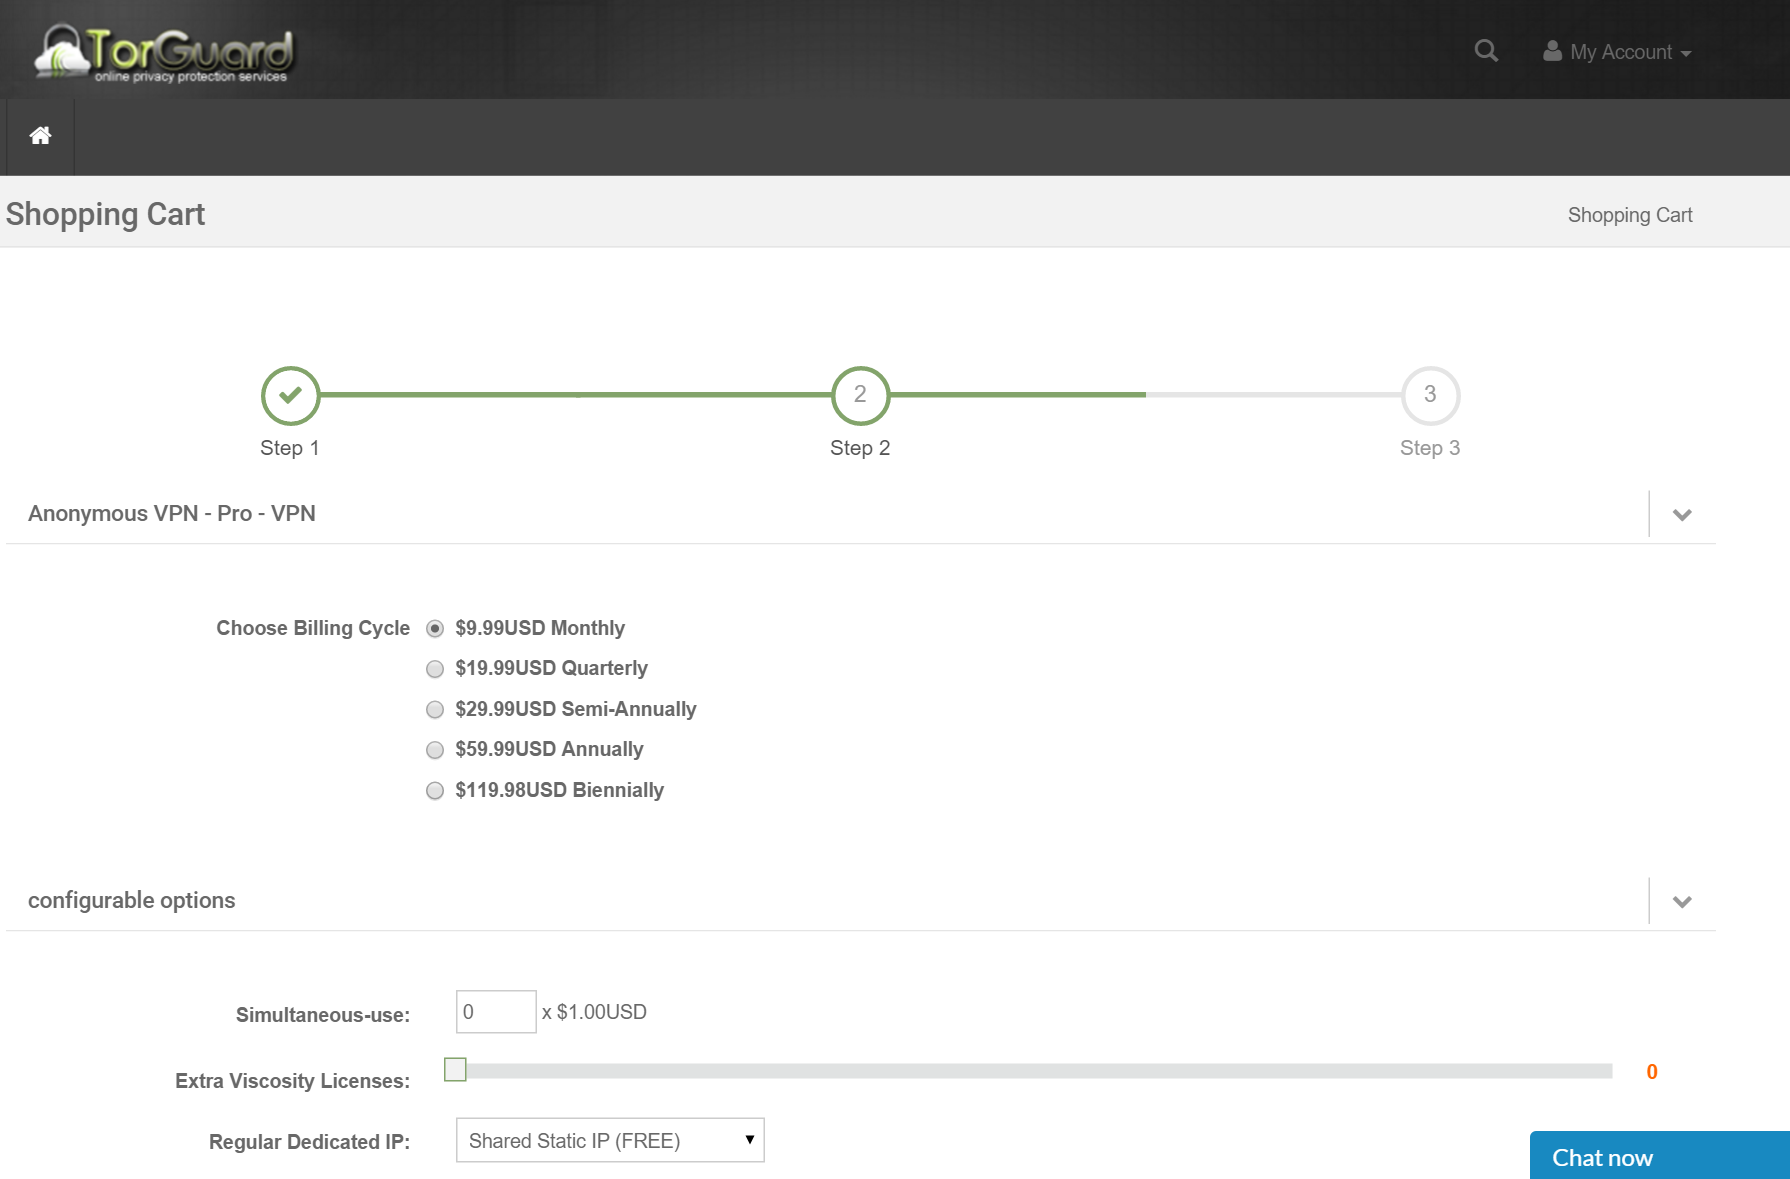 TorGuard
online privacy protection services
My Account
Shopping Cart
Shopping Cart
2
3
Step 1
Step 2
Step 3
Anonymous VPN - Pro - VPN
Choose Billing Cycle
$9.99USD Monthly
$19.99USD Quarterly
$29.99USD Semi-Annually
$59.99USD Annually
$119.98USD Biennially
configurable options
Simultaneous-use: 0 x $1.00USD
Extra Viscosity Licenses: 0
Regular Dedicated IP: Shared Static IP (FREE)
Chat now